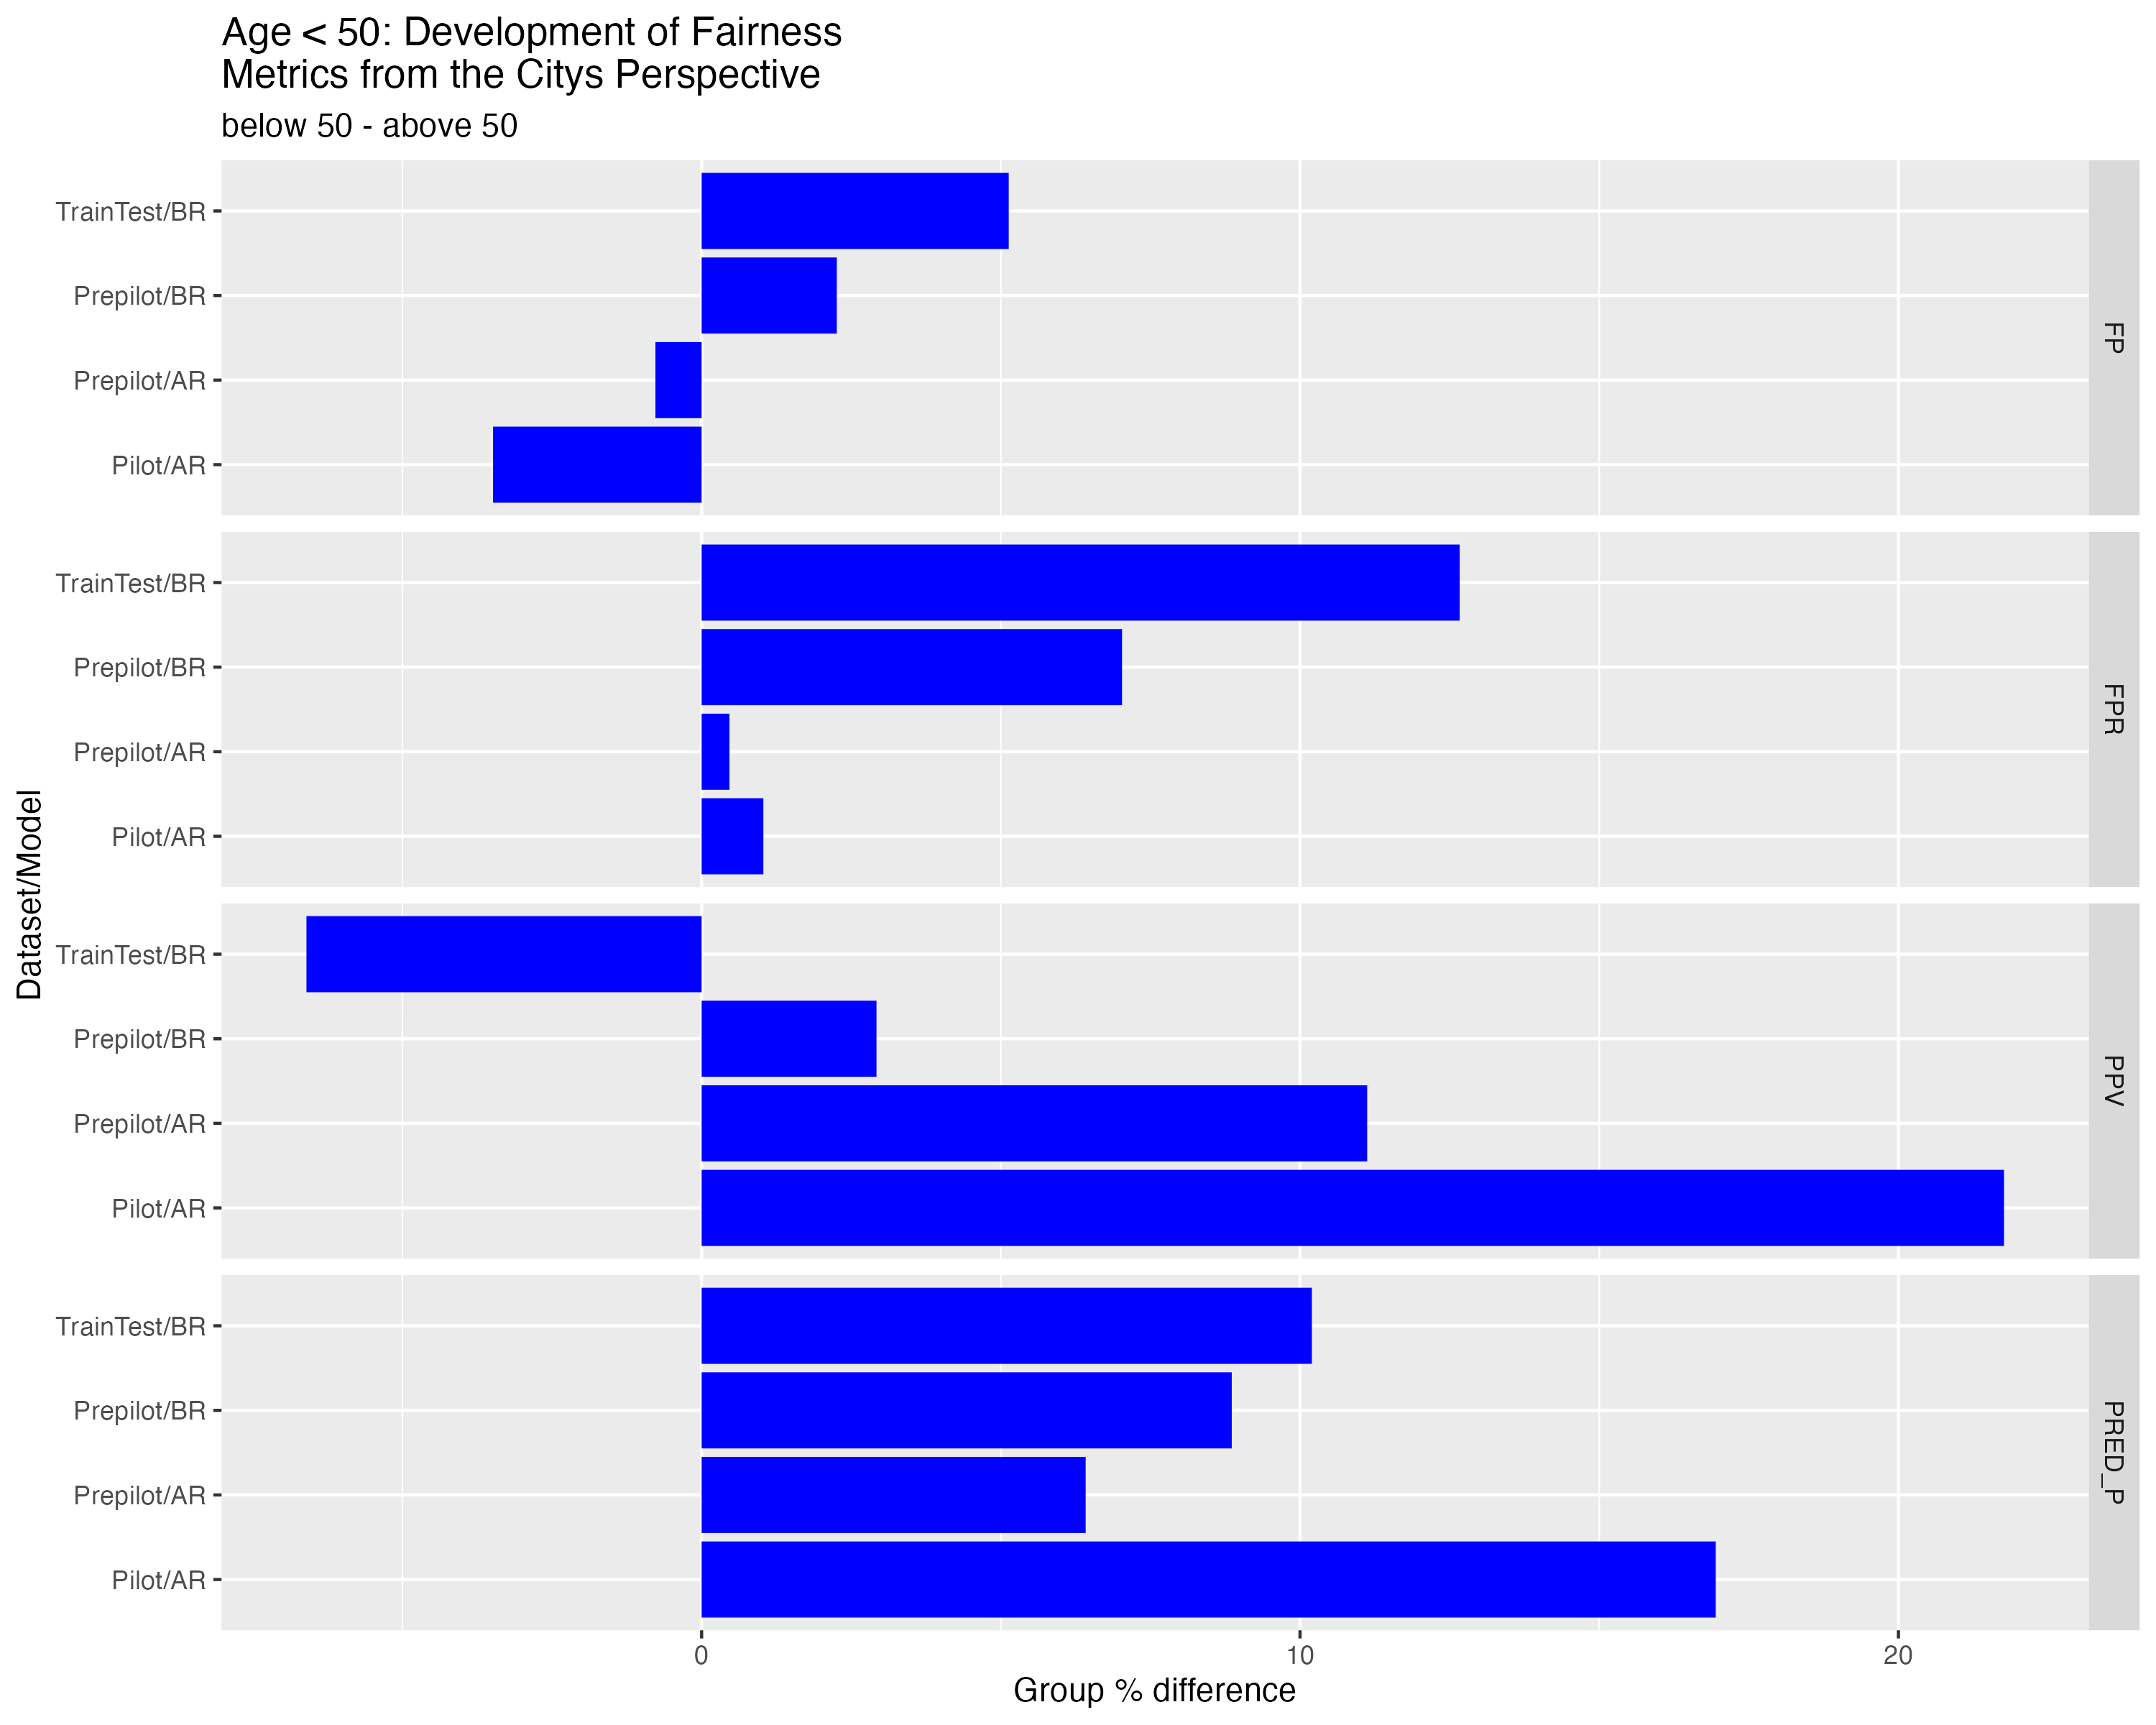 Age < 50: Development of Fairness
Metrics from the Citys Perspective
below 50 - above 50
Dataset/Model
TrainTest/BR
Prepilot/BR
Prepilot/AR
Pilot/AR
FP
TrainTest/BR
Prepilot/BR
Prepilot/AR
Pilot/AR
FPR
TrainTest/BR
Prepilot/BR
Prepilot/AR
Pilot/AR
PPV
TrainTest/BR
Prepilot/BR
Prepilot/AR
Pilot/AR
PRED_P
0 10 20
Group % difference